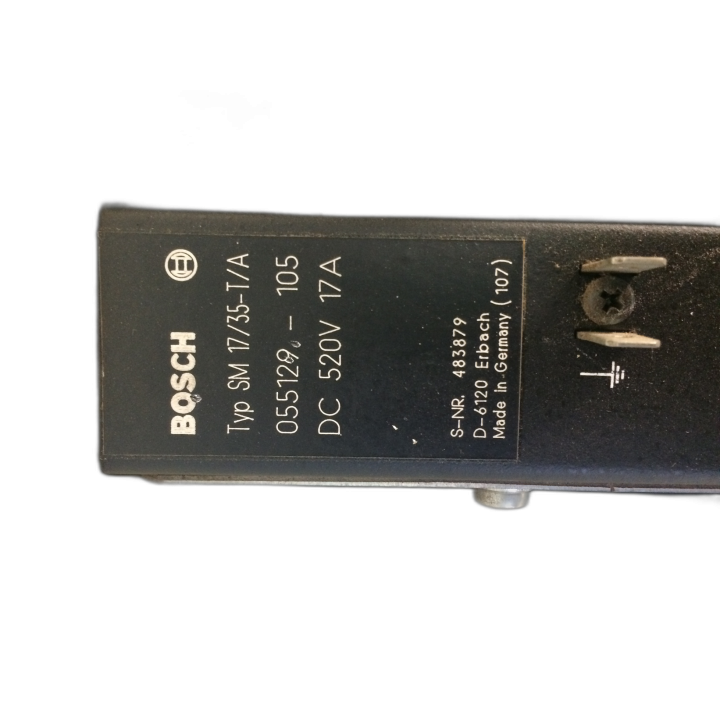 BOSCH
Typ SM 17/35-T/A
055129 - 105
DC 520V 17A
S-NR. 483879
D-6120 Erbach
Made in Germany (107)